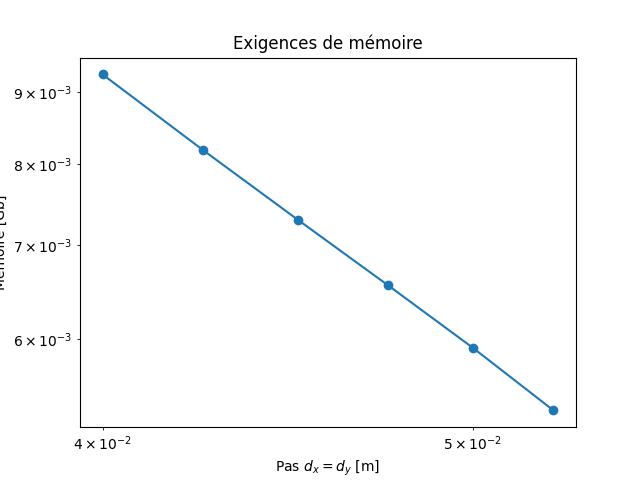 Exigences de mémoire
Mémoire [Gb]
9 × 10⁻³
8 × 10⁻³
7 × 10⁻³
6 × 10⁻³
4 × 10⁻²
5 × 10⁻²
Pas dₓ = d_y [m]